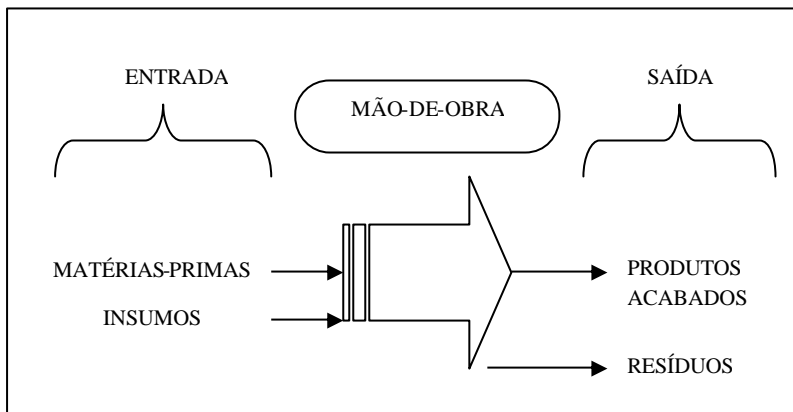 ENTRADA
MÃO-DE-OBRA
SAÍDA
MATÉRIAS-PRIMAS
INSUMOS
PRODUTOS
ACABADOS
RESÍDUOS